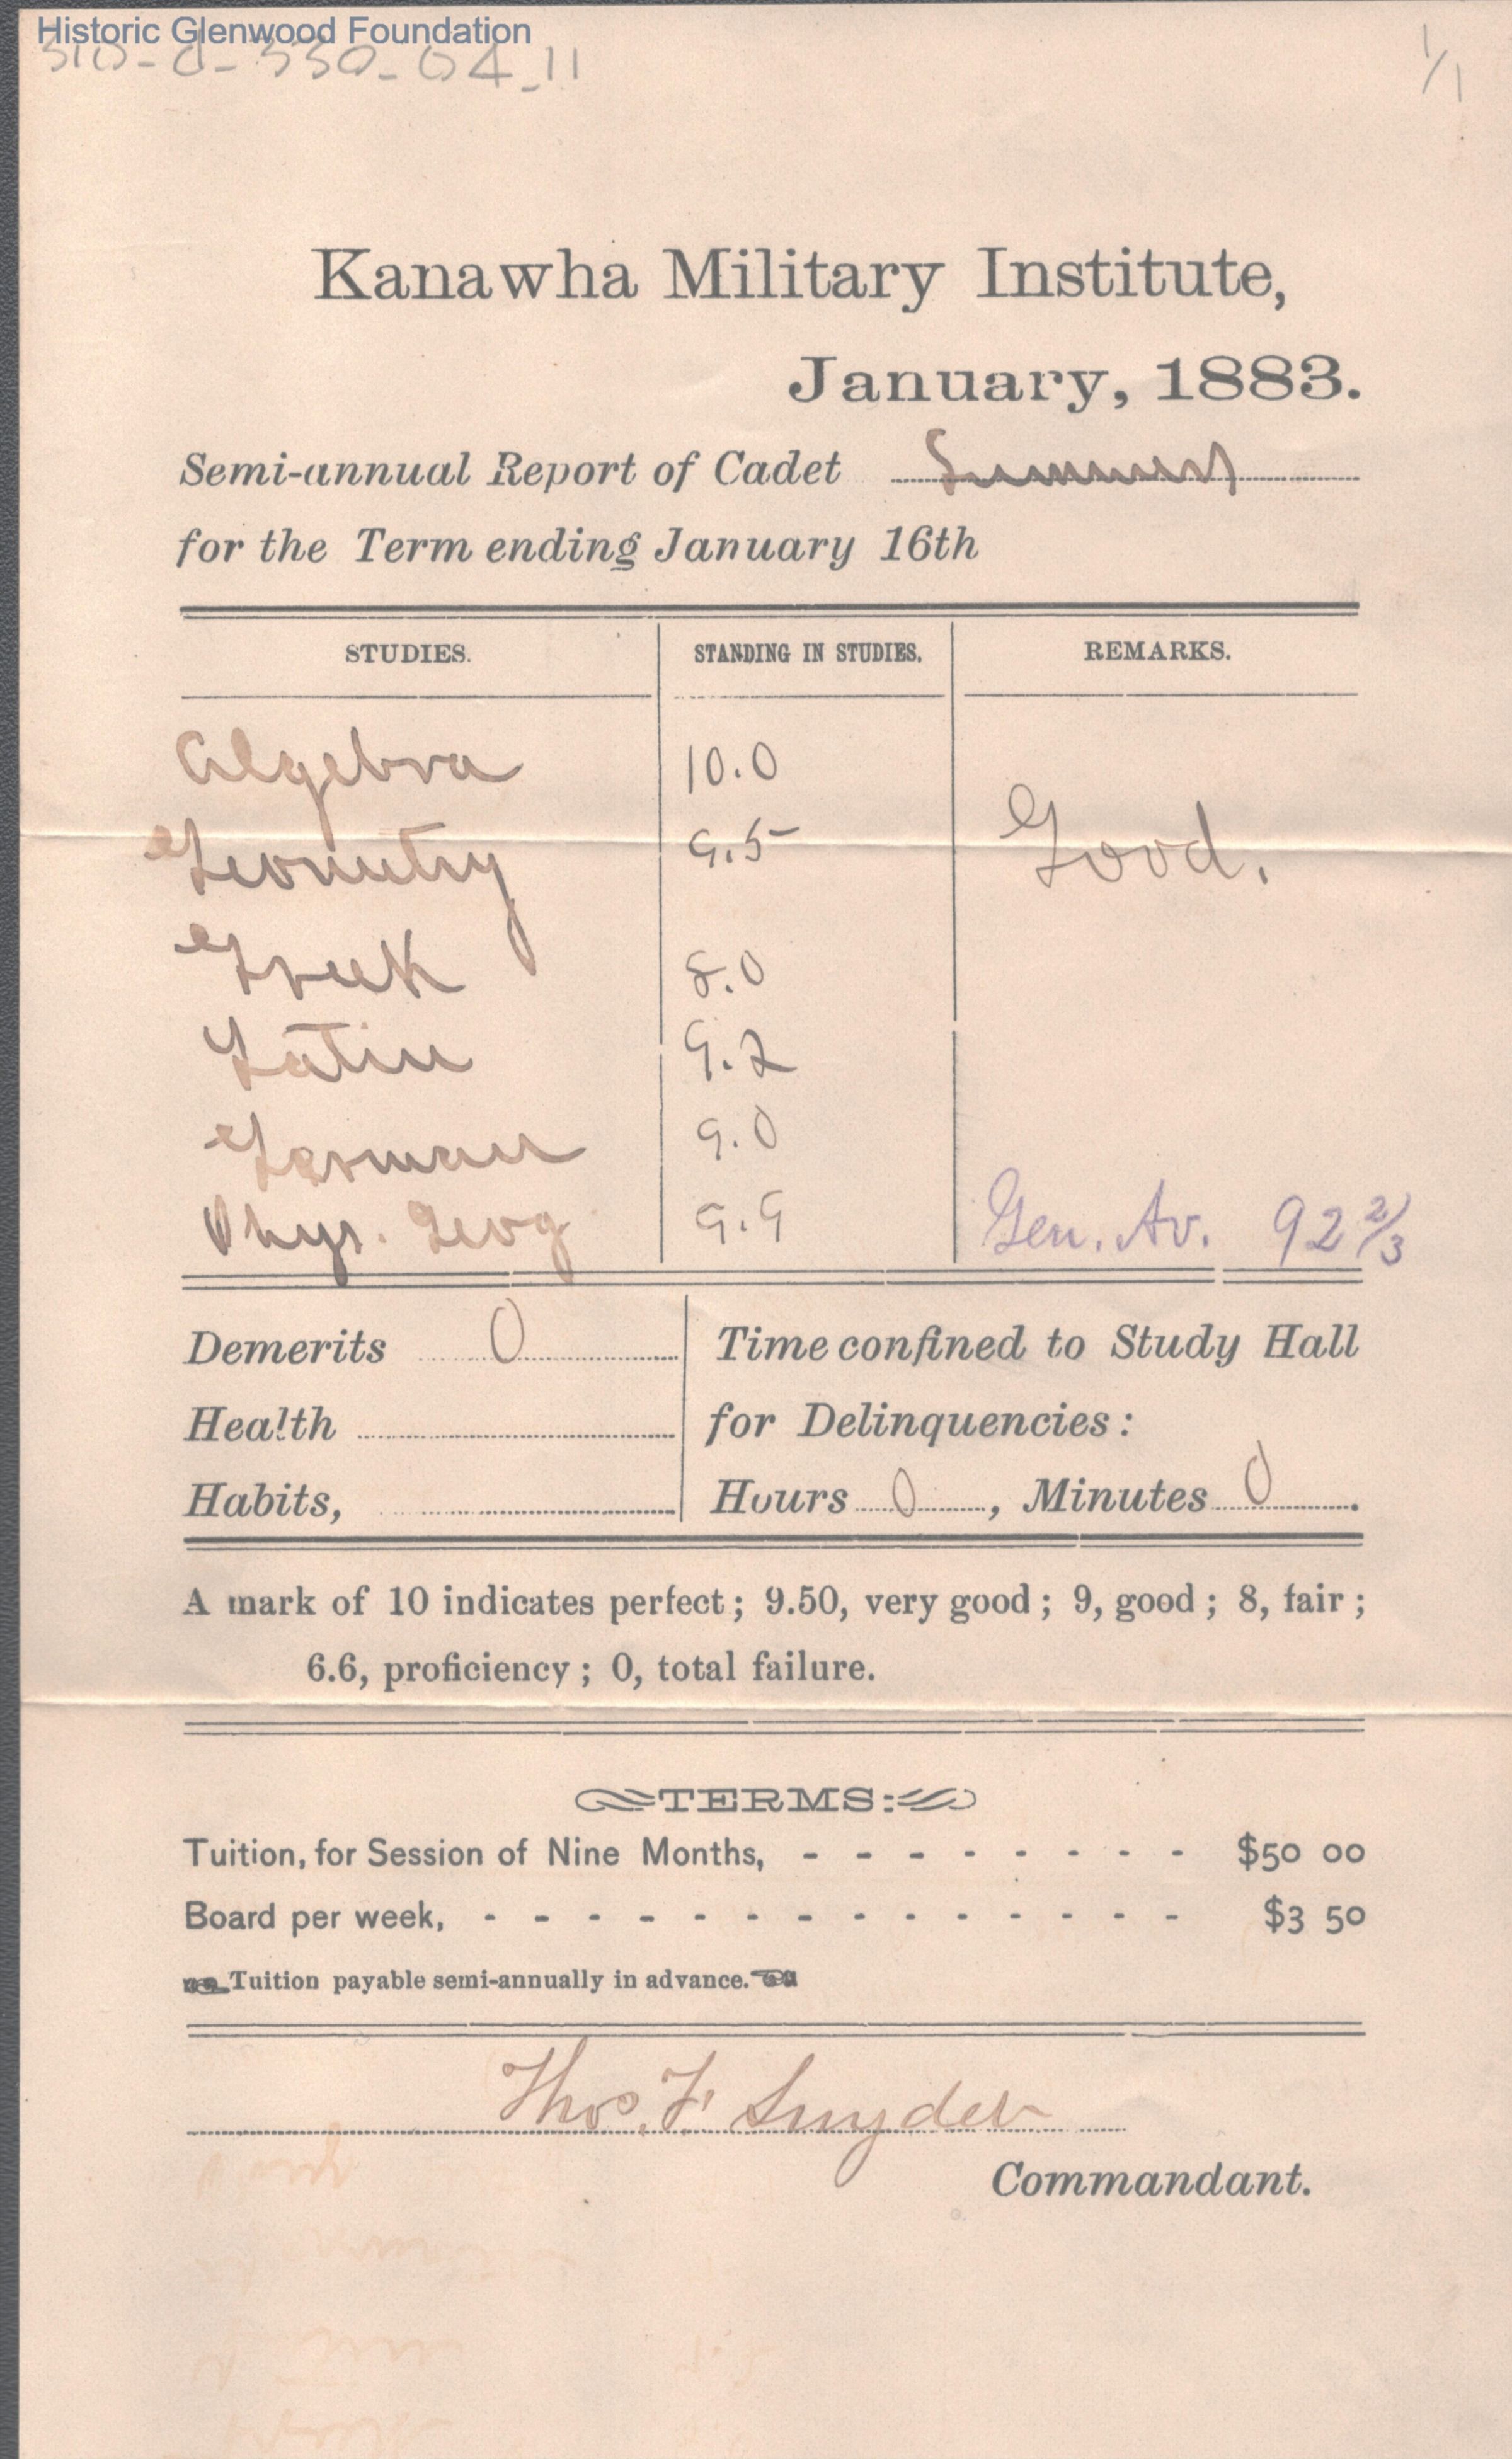 Historic Glenwood Foundation
1/1
Kanawha Military Institute,
January, 1883.
Semi-annual Report of Cadet Summers
for the Term ending January 16th
STUDIES. STANDING IN STUDIES. REMARKS.
Algebra 10.0
Geometry 9.5 Good.
Greek 8.0
Latin 9.2
German 9.0
Phys. Geog 9.9 Gen. Av. 92 2/3
Demerits 0 Time confined to Study Hall
Health for Delinquencies:
Habits, Hours 0, Minutes 0.
A mark of 10 indicates perfect; 9.50, very good; 9, good; 8, fair;
6.6, proficiency; 0, total failure.
TERMS:
Tuition, for Session of Nine Months, - - - - - - - - $50 00
Board per week, - - - - - - - - - - - - - - $3 50
Tuition payable semi-annually in advance.
Thos. F. Snyder
Commandant.